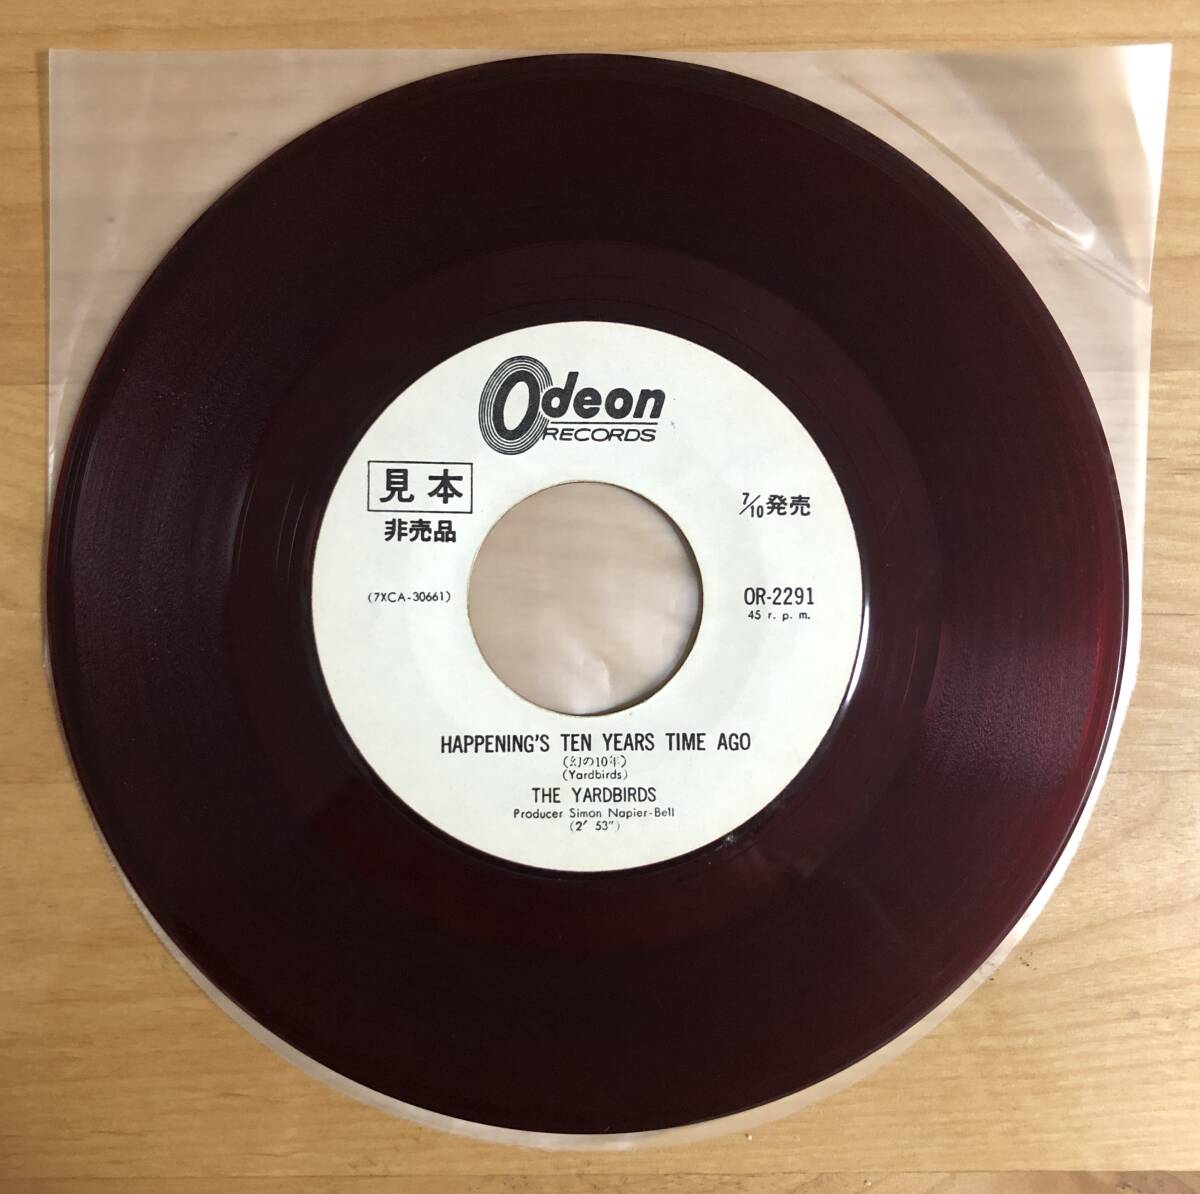 Odeon
RECORDS
見本
非売品
7/10発売
(7XCA-30661)
OR-2291
45 r. p. m.
HAPPENING'S TEN YEARS TIME AGO
(幻の10年)
(Yardbirds)
THE YARDBIRDS
Producer Simon Napier-Bell
(2′ 53″)